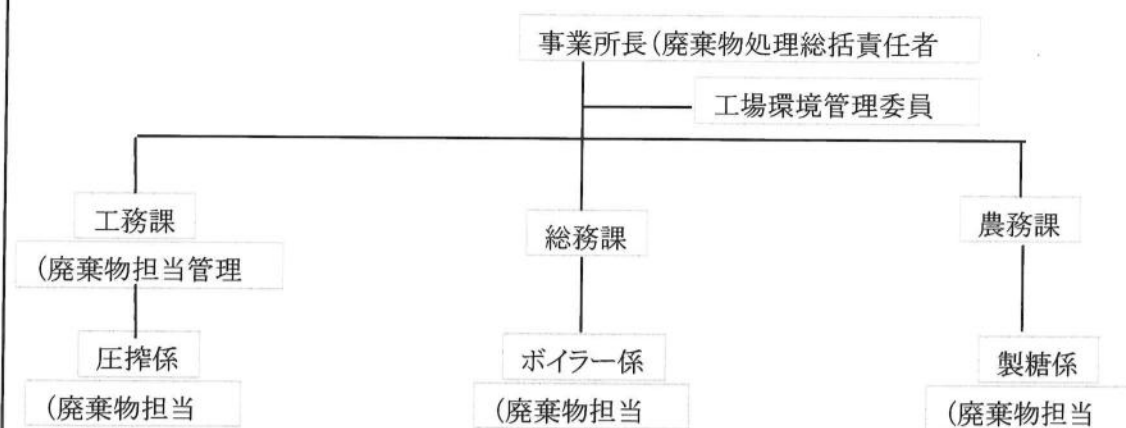 事業所長(廃棄物処理総括責任者
工場環境管理委員
工務課
(廃棄物担当管理
総務課
農務課
圧搾係
(廃棄物担当
ボイラー係
(廃棄物担当
製糖係
(廃棄物担当